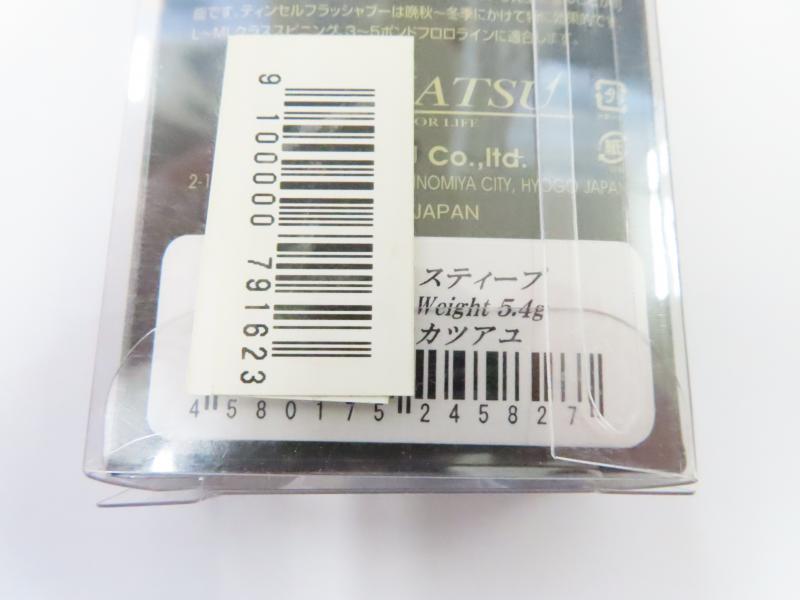 能です。ティンセルフラッシャブーは晩秋～冬季にかけて特に効果的です。
L～MLクラススピニング、3～5ポンドフロロラインに適合します。
ATSU
OR LIFE
Co.,ltd.
NOMIYA CITY, HYOGO JAPAN
JAPAN
紙
9 100000 791623
スティーブ
Weight 5.4g
カツアユ
4 580175 245827